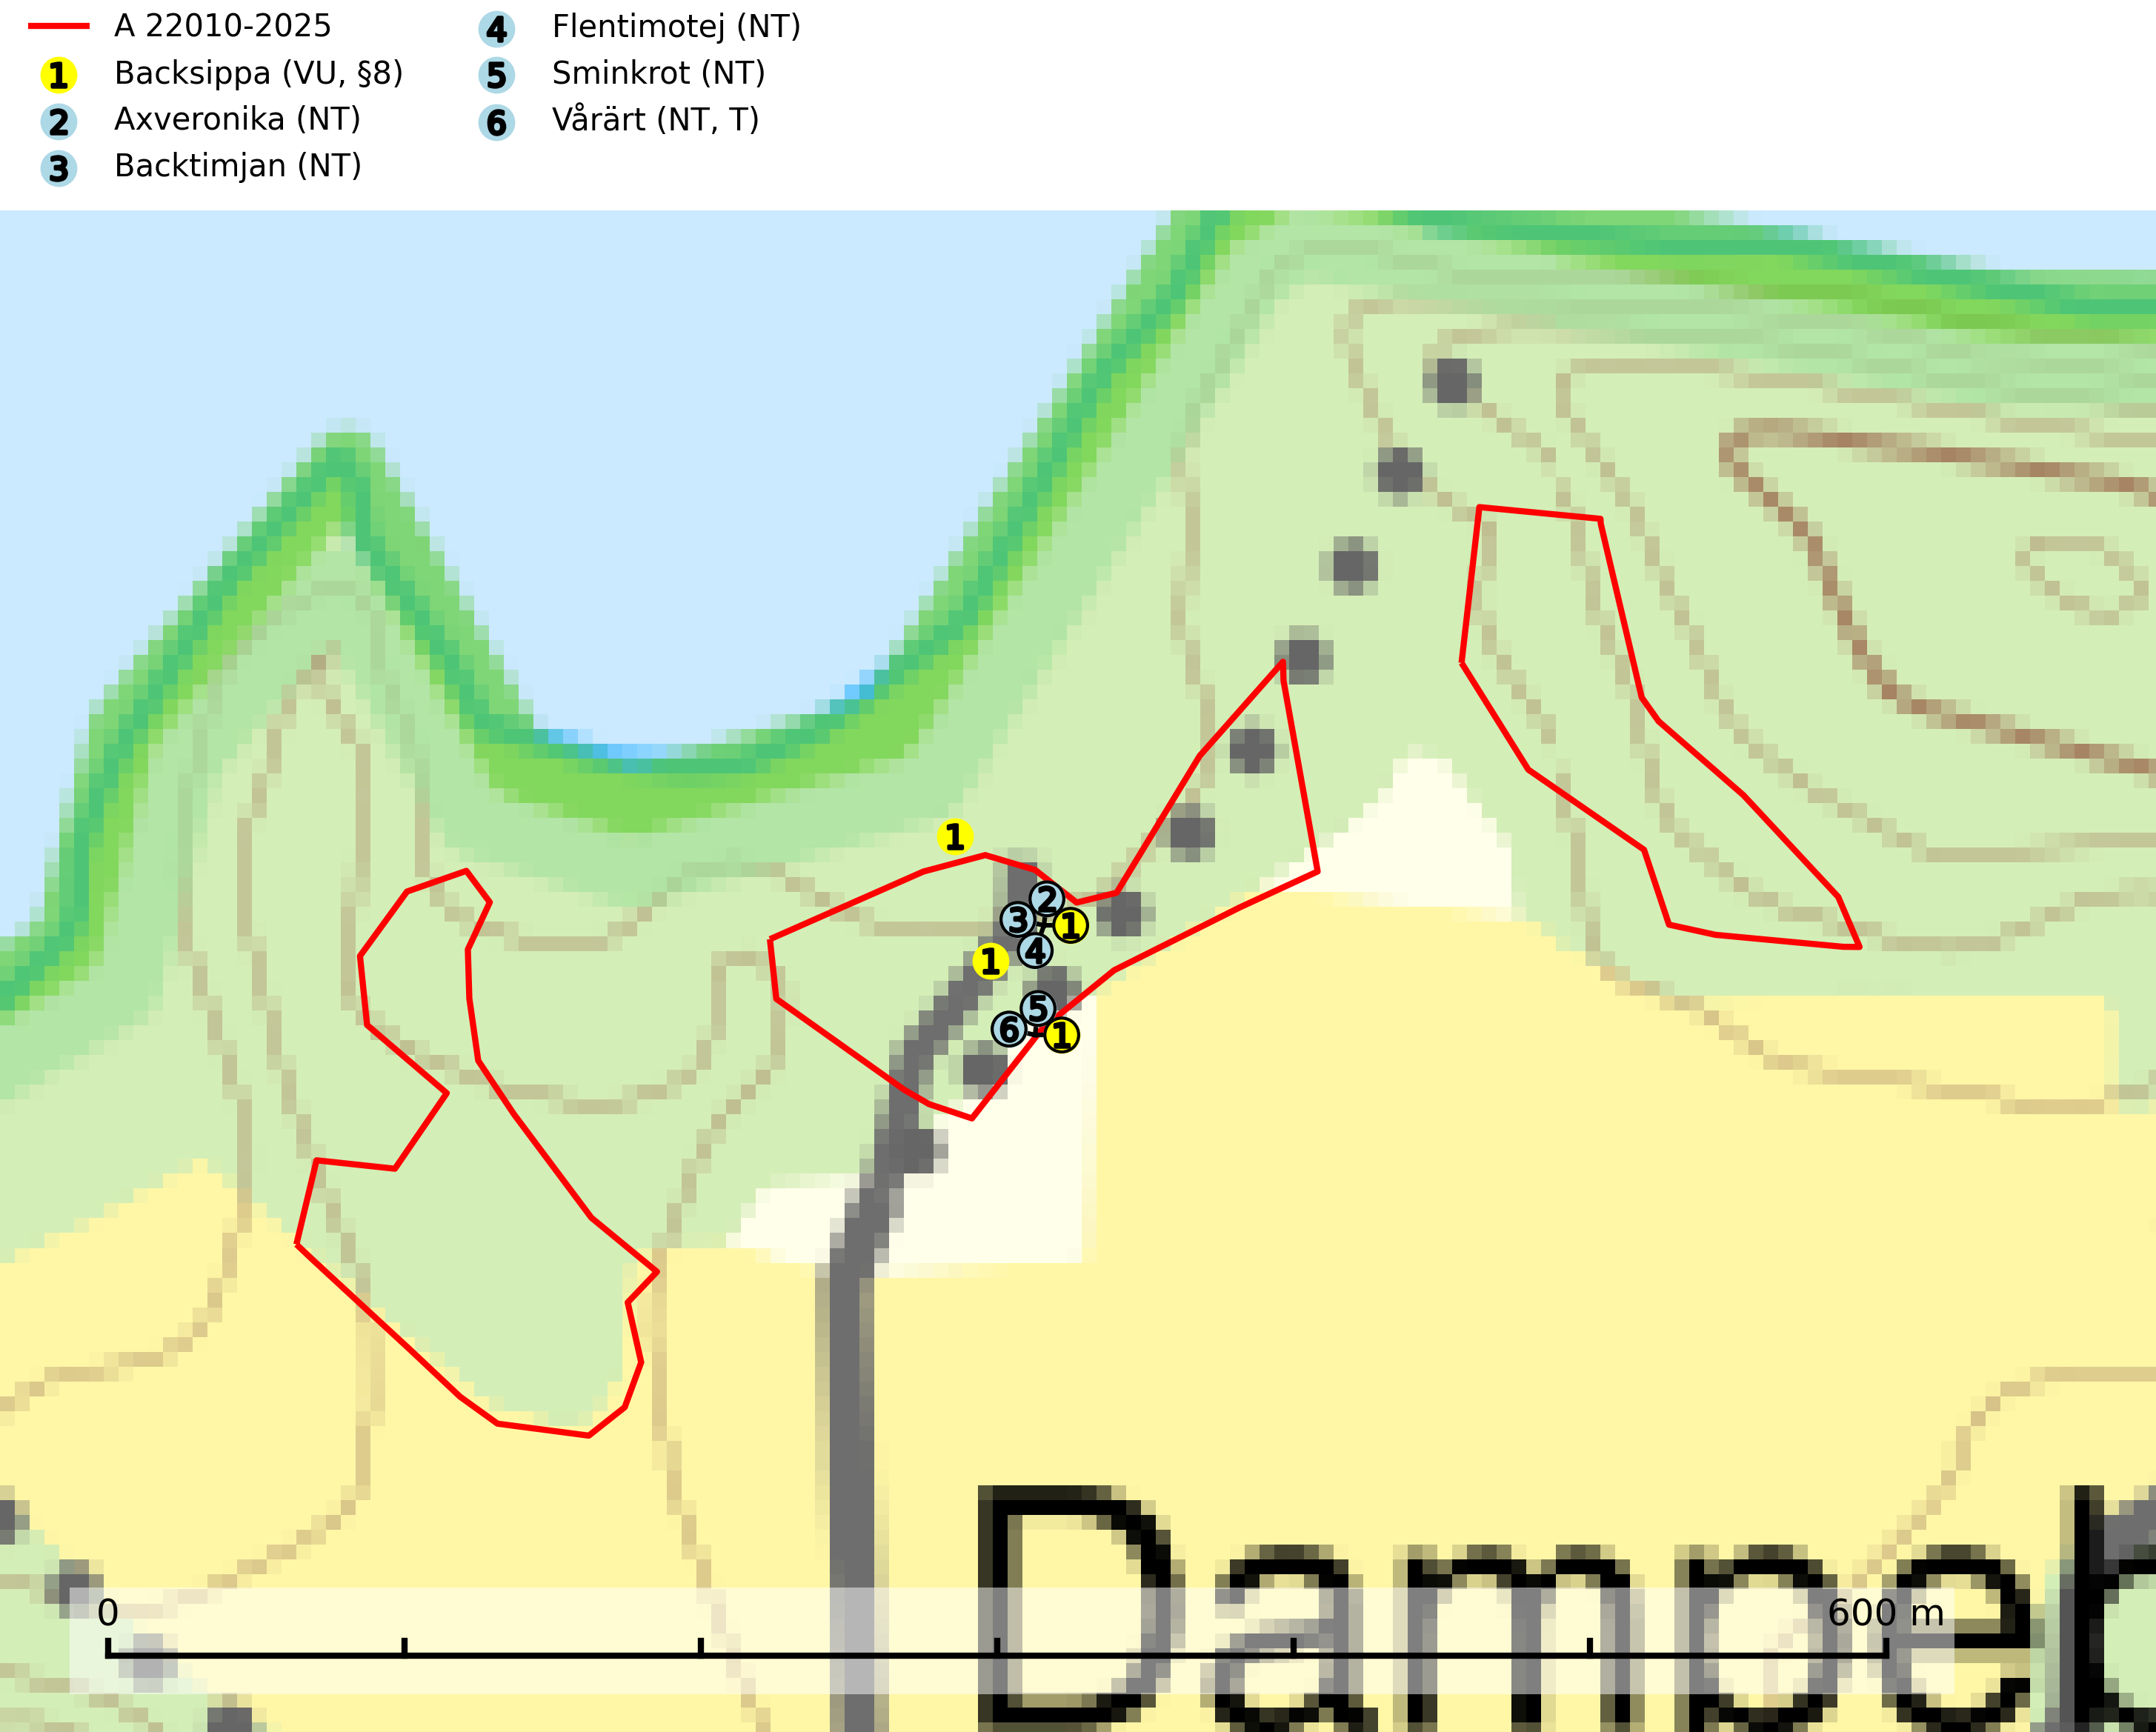 A 22010-2025
1 Backsippa (VU, §8)
2 Axveronika (NT)
3 Backtimjan (NT)
4 Flentimotej (NT)
5 Sminkrot (NT)
6 Vårärt (NT, T)
1
2
3 1
4
1
5
6 1
0 600 m